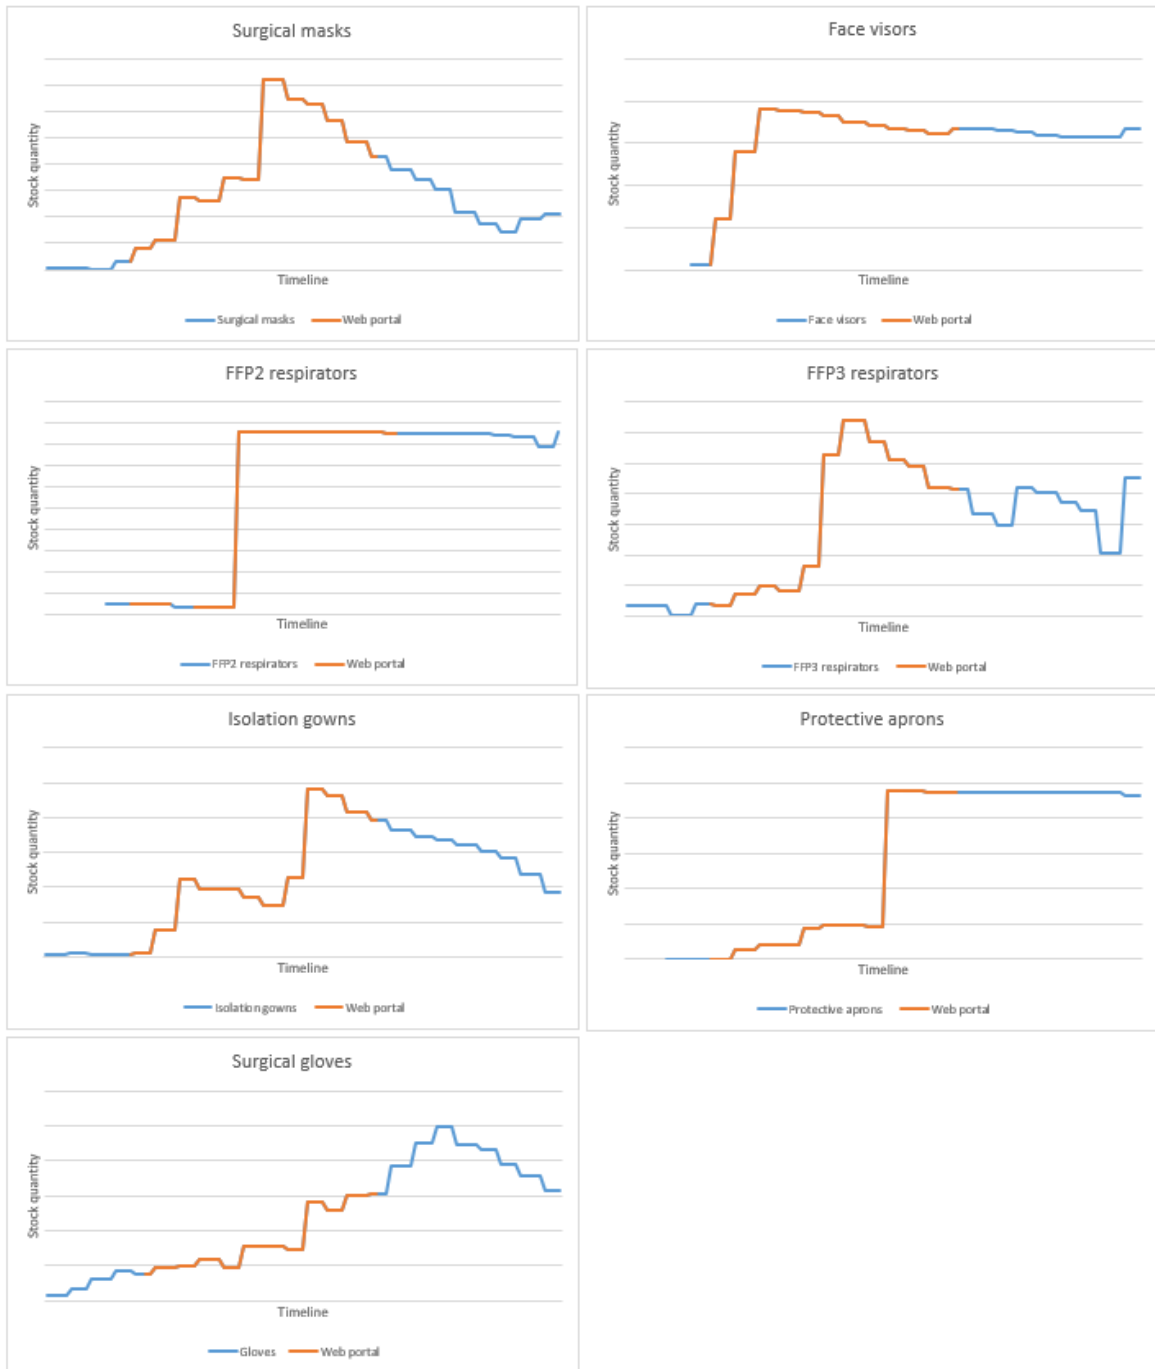 Surgical masks
Stock quantity
Timeline
Surgical masks Web portal
Face visors
Stock quantity
Timeline
Face visors Web portal
FFP2 respirators
Stock quantity
Timeline
FFP2 respirators Web portal
FFP3 respirators
Stock quantity
Timeline
FFP3 respirators Web portal
Isolation gowns
Stock quantity
Timeline
Isolation gowns Web portal
Protective aprons
Stock quantity
Timeline
Protective aprons Web portal
Surgical gloves
Stock quantity
Timeline
Gloves Web portal